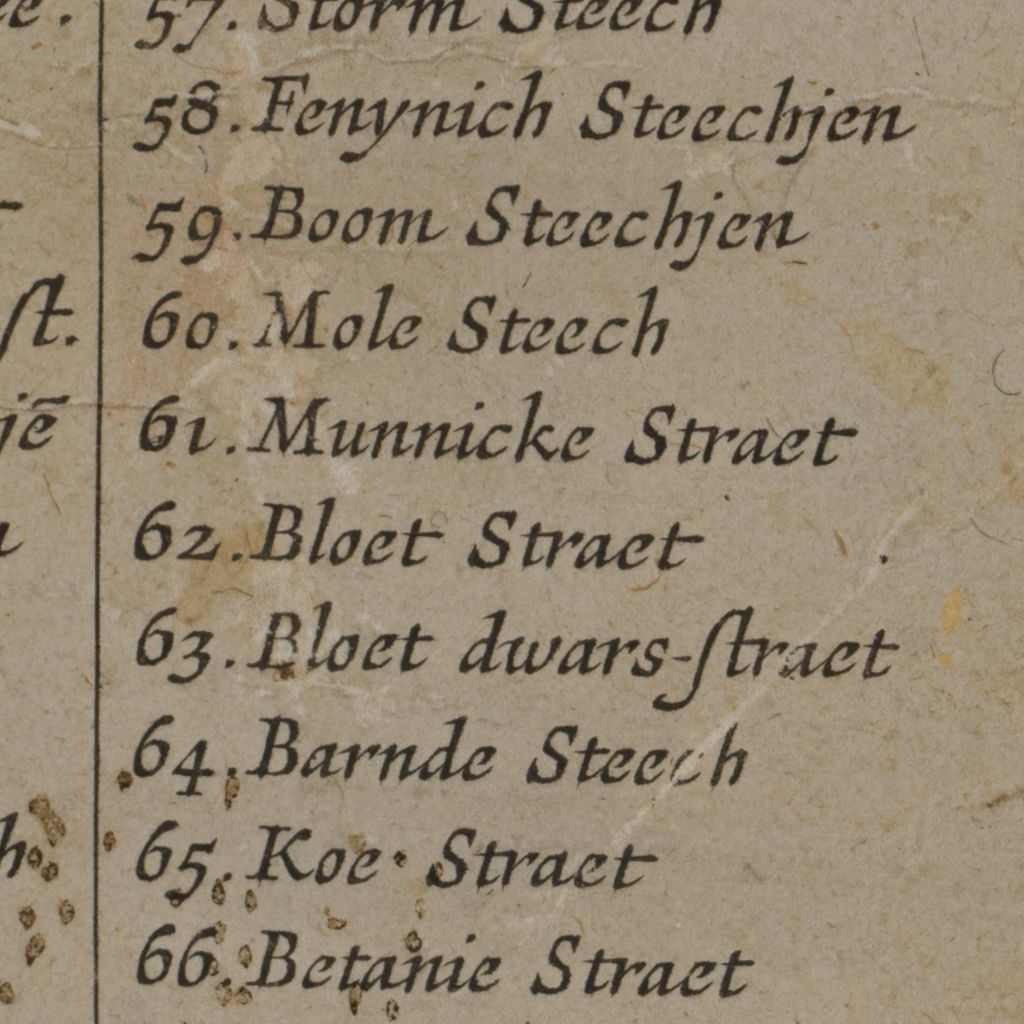 57. Storm Steech
58. Fenynich Steechjen
59. Boom Steechjen
ſt.
60. Mole Steech
jē
61. Munnicke Straet
62. Bloet Straet
63. Bloet dwars-ſtraet
64. Barnde Steech
h
65. Koe Straet
66. Betanie Straet